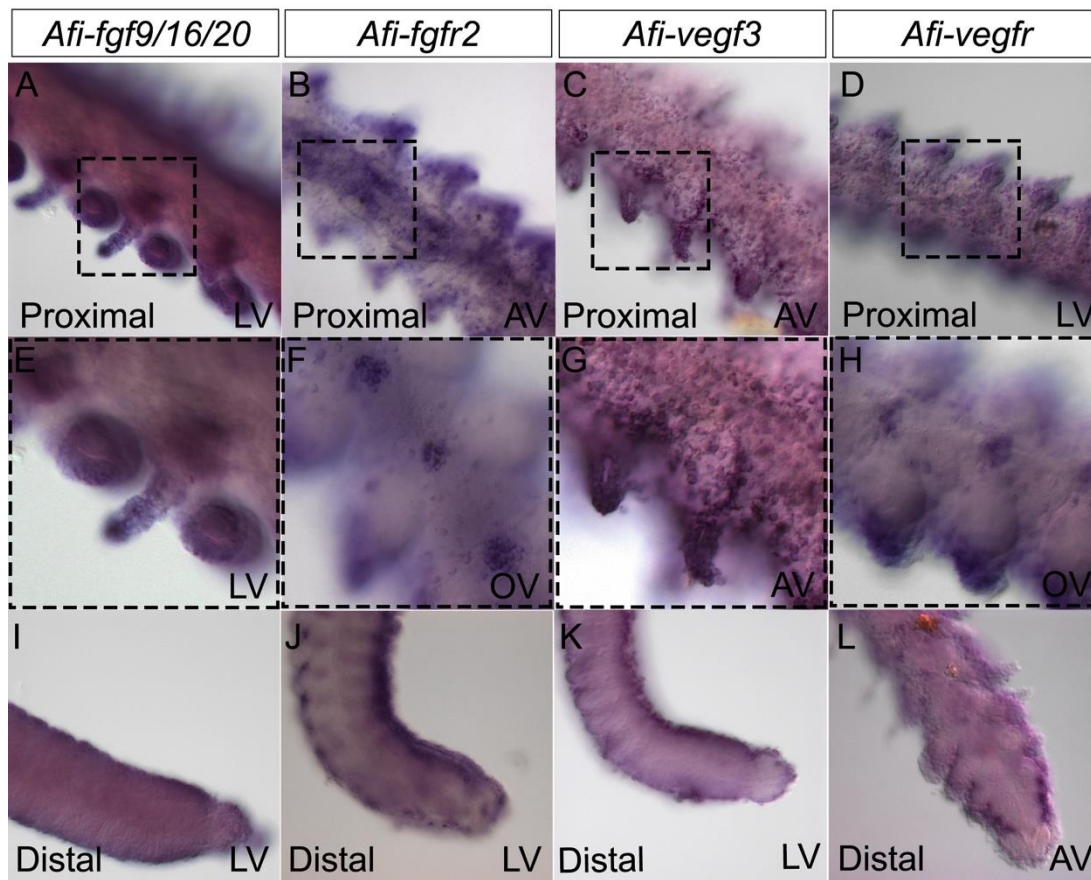 Afi-fgf9/16/20 Afi-fgfr2 Afi-vegf3 Afi-vegfr
A B C D
Proximal LV Proximal AV Proximal AV Proximal LV
E F G H
LV OV AV OV
I J K L
Distal LV Distal LV Distal LV Distal AV